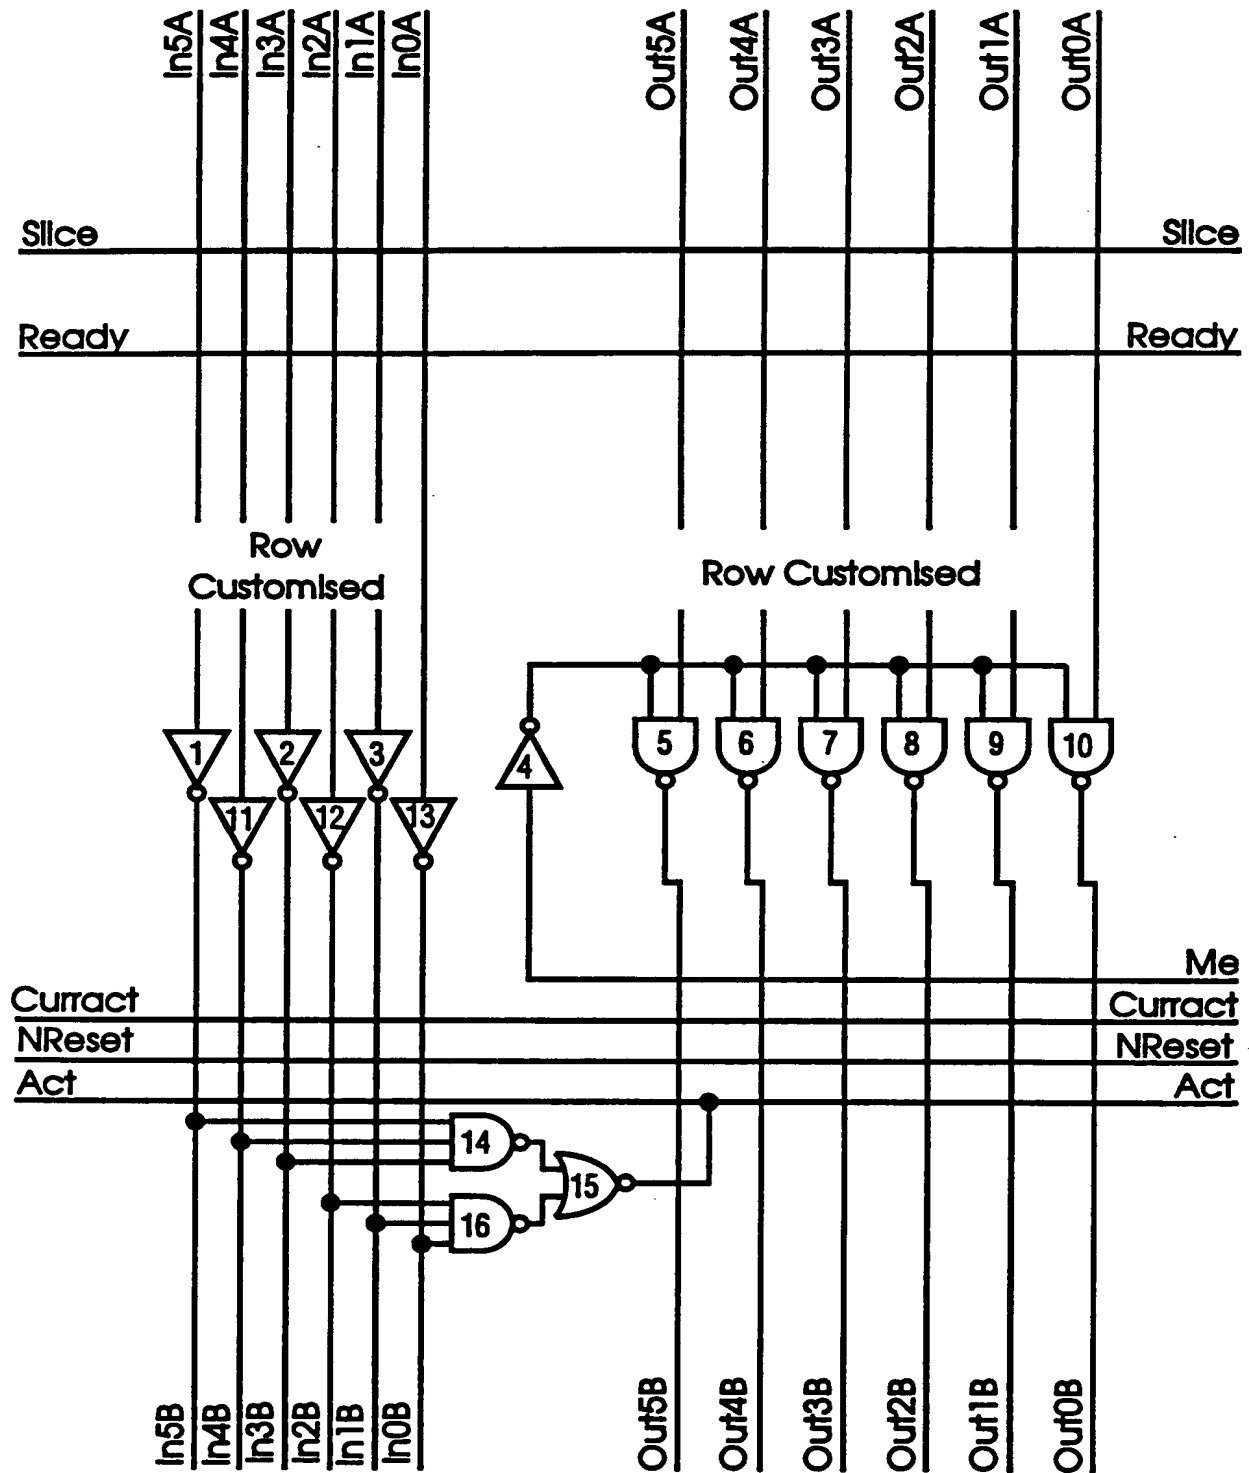 In5A
In4A
In3A
In2A
In1A
In0A
Out5A
Out4A
Out3A
Out2A
Out1A
Out0A
Slice
Slice
Ready
Ready
Row
Customised
Row Customised
1
2
3
4
5
6
7
8
9
10
11
12
13
Me
Curract
Curract
NReset
NReset
Act
Act
14
15
16
In5B
In4B
In3B
In2B
In1B
In0B
Out5B
Out4B
Out3B
Out2B
Out1B
Out0B